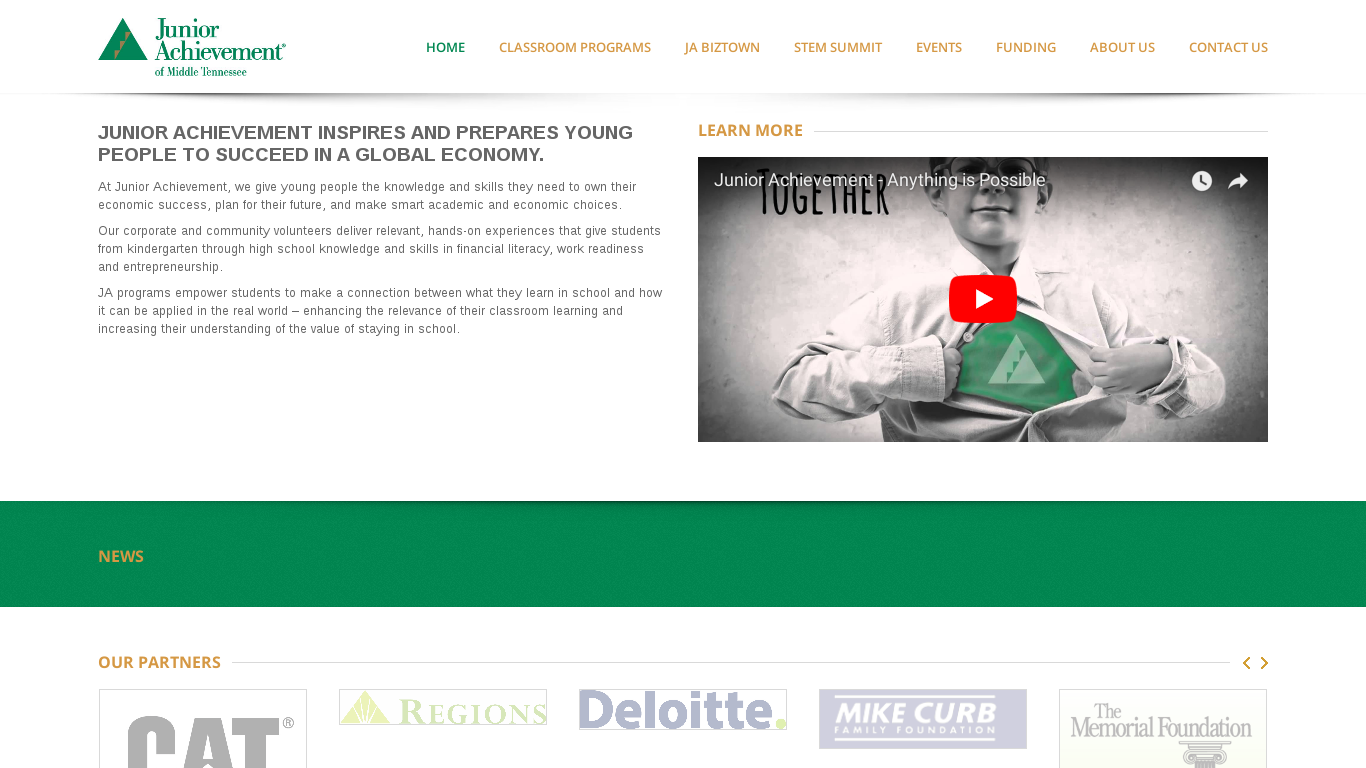 Junior
Achievement®
of Middle Tennessee
HOME
CLASSROOM PROGRAMS
JA BIZTOWN
STEM SUMMIT
EVENTS
FUNDING
ABOUT US
CONTACT US
JUNIOR ACHIEVEMENT INSPIRES AND PREPARES YOUNG
PEOPLE TO SUCCEED IN A GLOBAL ECONOMY.
At Junior Achievement, we give young people the knowledge and skills they need to own their
economic success, plan for their future, and make smart academic and economic choices.
Our corporate and community volunteers deliver relevant, hands-on experiences that give students
from kindergarten through high school knowledge and skills in financial literacy, work readiness
and entrepreneurship.
JA programs empower students to make a connection between what they learn in school and how
it can be applied in the real world – enhancing the relevance of their classroom learning and
increasing their understanding of the value of staying in school.
LEARN MORE
Junior Achievement - Anything is Possible
TOGETHER
NEWS
OUR PARTNERS
CAT®
REGIONS
Deloitte.
MIKE CURB
FAMILY FOUNDATION
The
Memorial Foundation